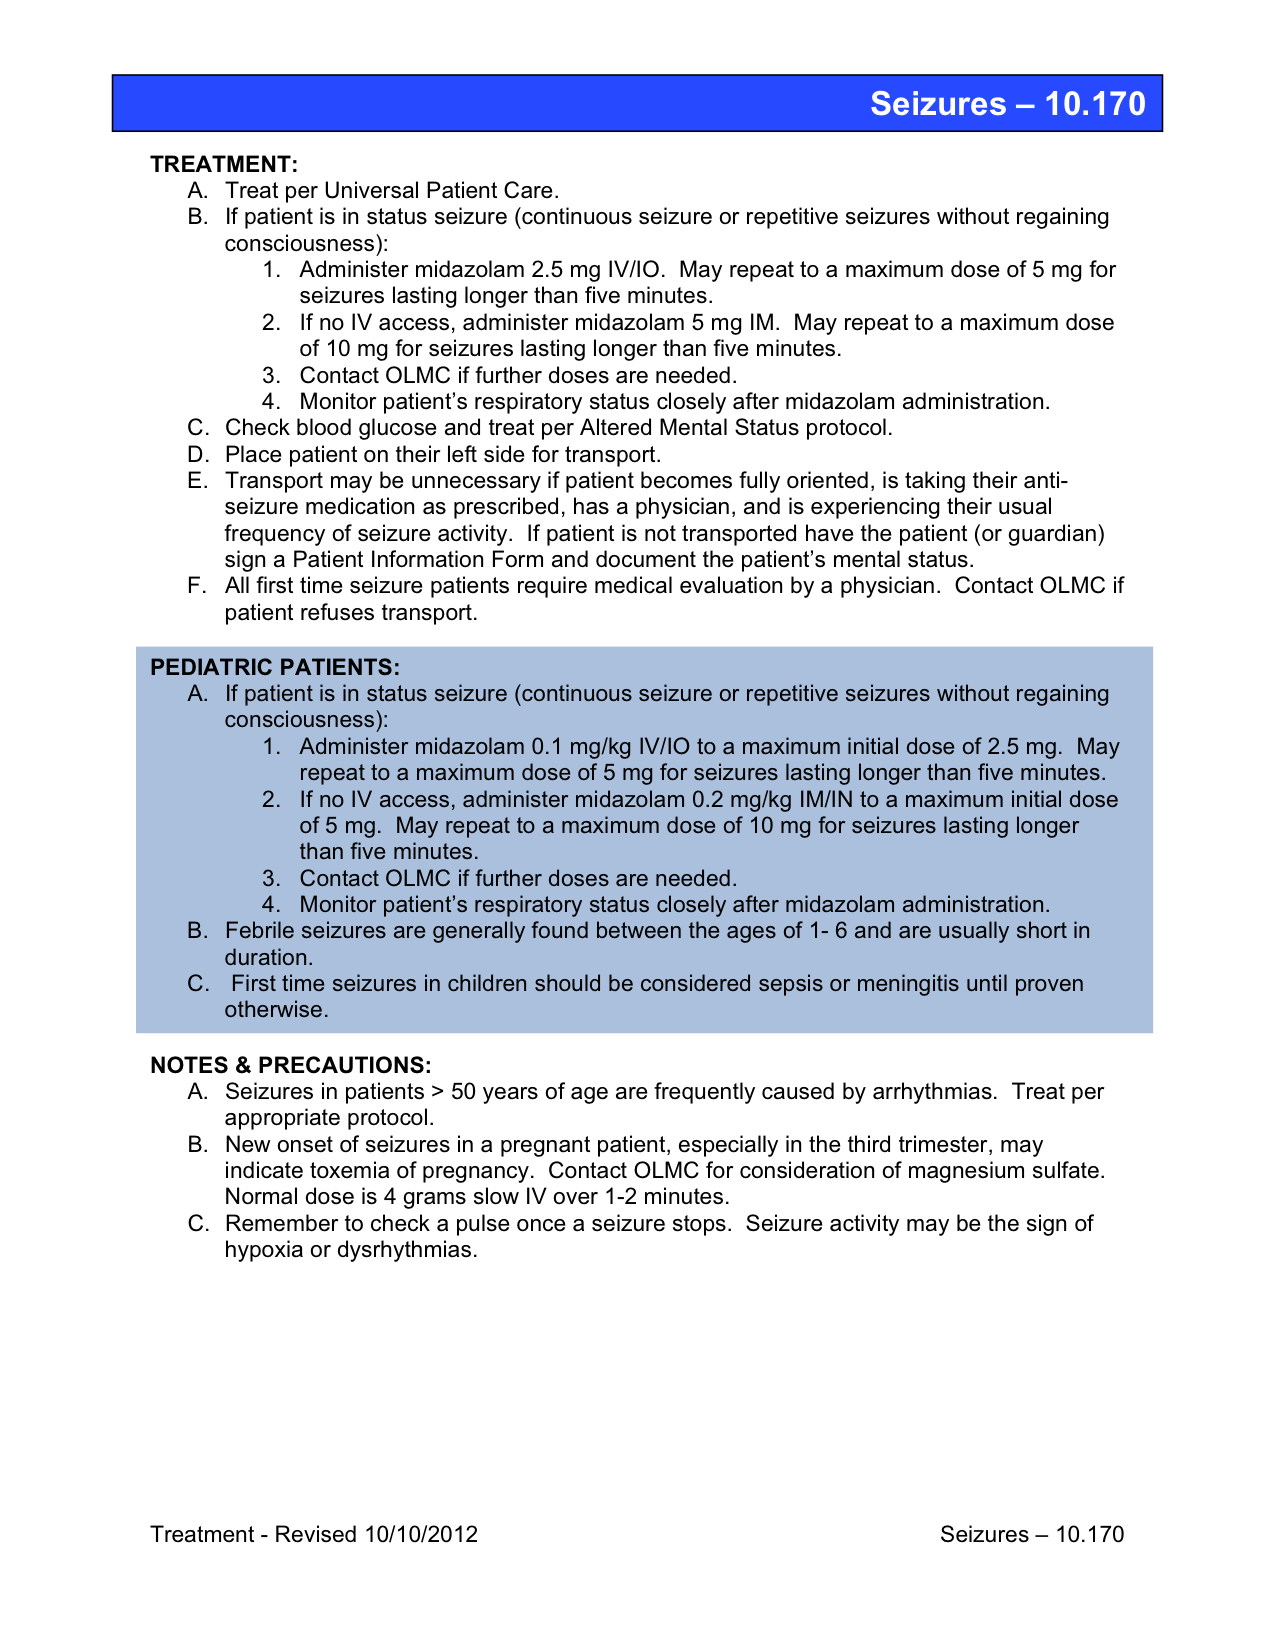 Seizures – 10.170
TREATMENT:
A. Treat per Universal Patient Care.
B. If patient is in status seizure (continuous seizure or repetitive seizures without regaining
consciousness):
1. Administer midazolam 2.5 mg IV/IO.  May repeat to a maximum dose of 5 mg for
seizures lasting longer than five minutes.
2. If no IV access, administer midazolam 5 mg IM.  May repeat to a maximum dose
of 10 mg for seizures lasting longer than five minutes.
3. Contact OLMC if further doses are needed.
4. Monitor patient’s respiratory status closely after midazolam administration.
C. Check blood glucose and treat per Altered Mental Status protocol.
D. Place patient on their left side for transport.
E. Transport may be unnecessary if patient becomes fully oriented, is taking their anti-
seizure medication as prescribed, has a physician, and is experiencing their usual
frequency of seizure activity.  If patient is not transported have the patient (or guardian)
sign a Patient Information Form and document the patient’s mental status.
F. All first time seizure patients require medical evaluation by a physician.  Contact OLMC if
patient refuses transport.
PEDIATRIC PATIENTS:
A. If patient is in status seizure (continuous seizure or repetitive seizures without regaining
consciousness):
1. Administer midazolam 0.1 mg/kg IV/IO to a maximum initial dose of 2.5 mg.  May
repeat to a maximum dose of 5 mg for seizures lasting longer than five minutes.
2. If no IV access, administer midazolam 0.2 mg/kg IM/IN to a maximum initial dose
of 5 mg.  May repeat to a maximum dose of 10 mg for seizures lasting longer
than five minutes.
3. Contact OLMC if further doses are needed.
4. Monitor patient’s respiratory status closely after midazolam administration.
B. Febrile seizures are generally found between the ages of 1- 6 and are usually short in
duration.
C.  First time seizures in children should be considered sepsis or meningitis until proven
otherwise.
NOTES & PRECAUTIONS:
A. Seizures in patients > 50 years of age are frequently caused by arrhythmias.  Treat per
appropriate protocol.
B. New onset of seizures in a pregnant patient, especially in the third trimester, may
indicate toxemia of pregnancy.  Contact OLMC for consideration of magnesium sulfate.
Normal dose is 4 grams slow IV over 1-2 minutes.
C. Remember to check a pulse once a seizure stops.  Seizure activity may be the sign of
hypoxia or dysrhythmias.
Treatment - Revised 10/10/2012 Seizures – 10.170